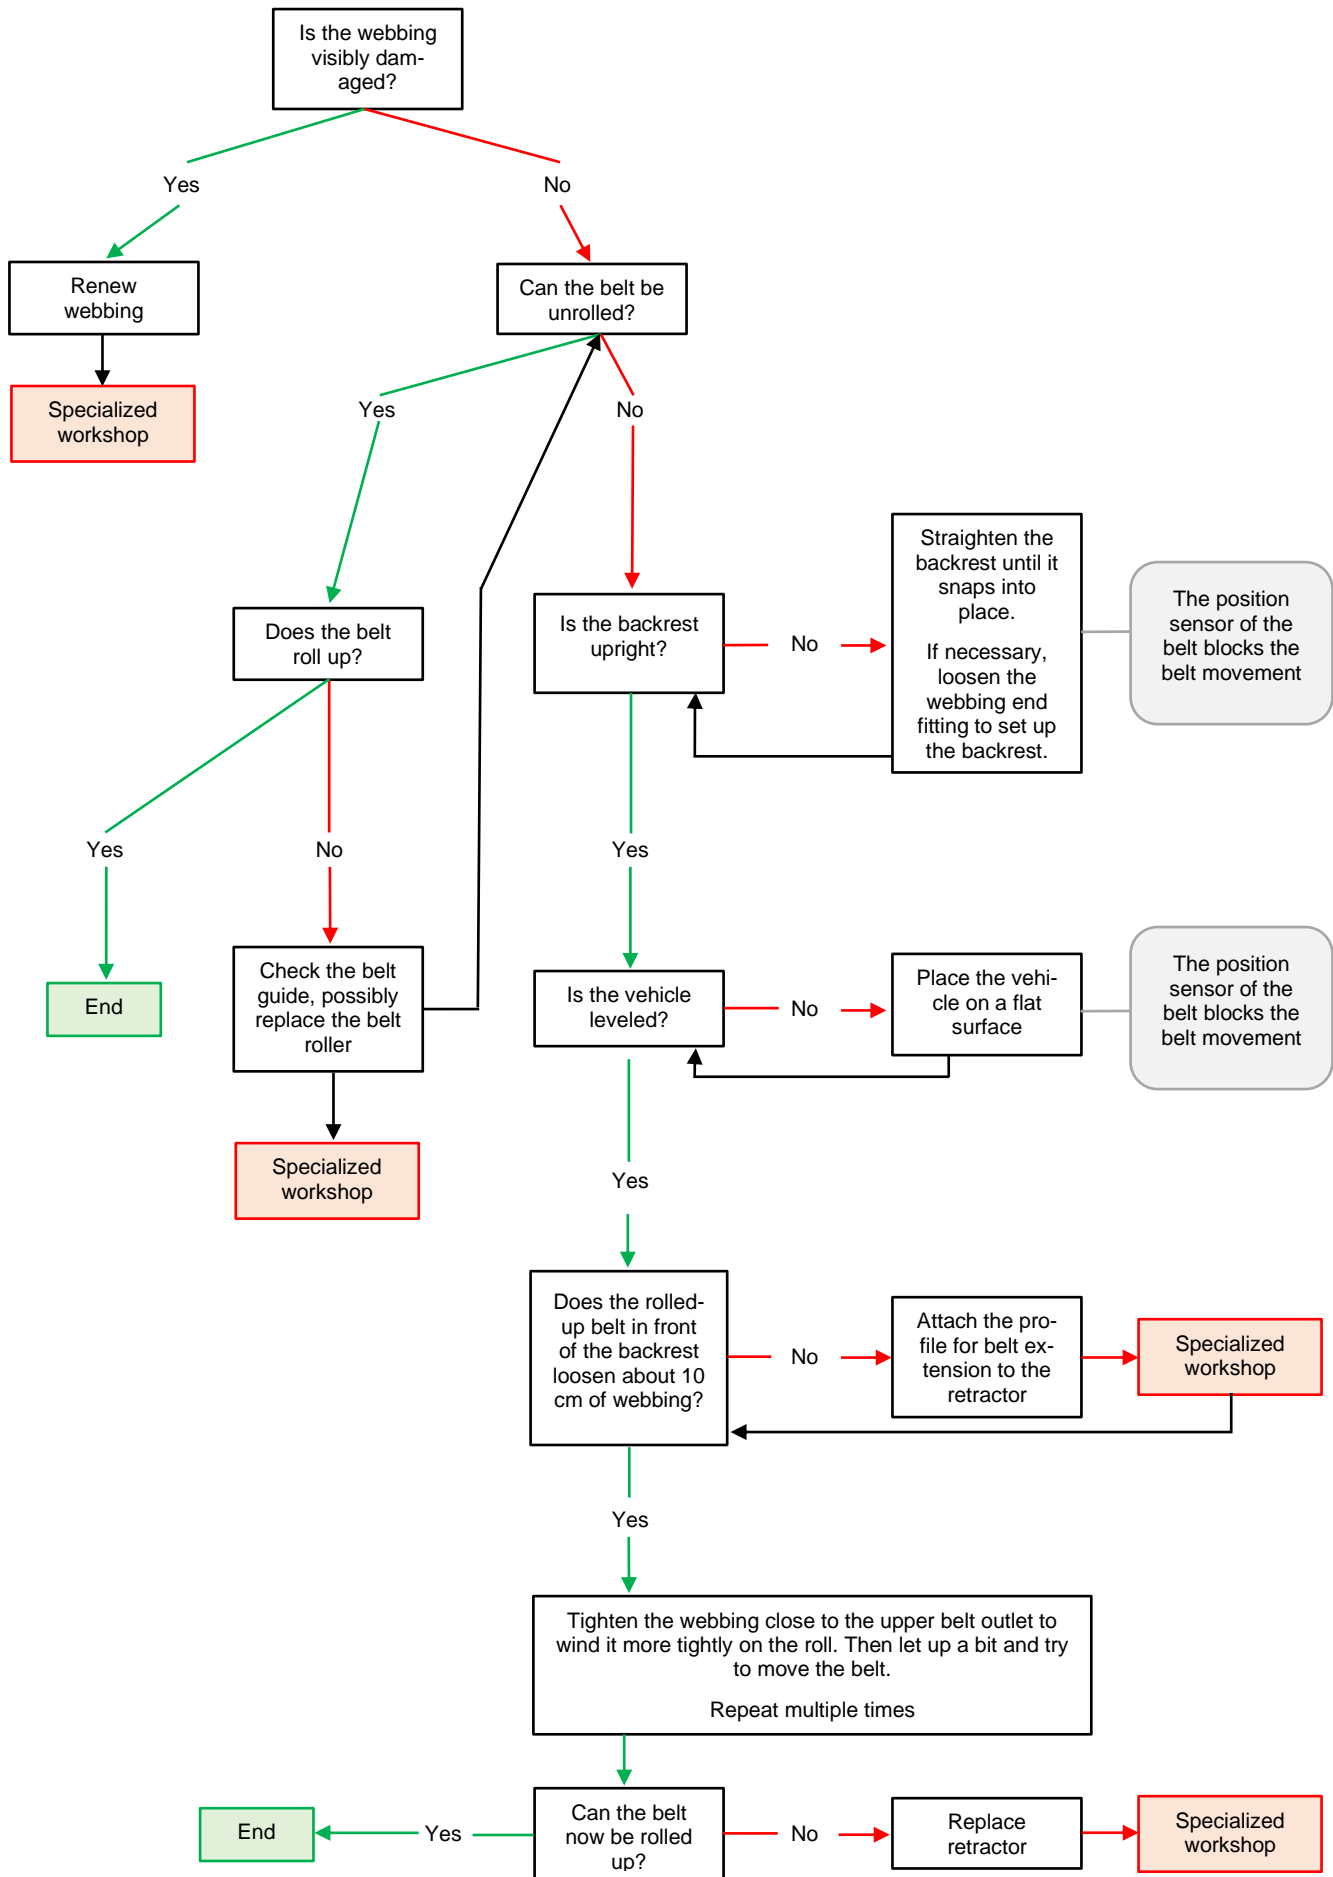 Is the webbing
visibly dam-
aged?
Yes
No
Renew
webbing
Can the belt be
unrolled?
Specialized
workshop
Yes
No
Straighten the
backrest until it
snaps into
place.
If necessary,
loosen the
webbing end
fitting to set up
the backrest.
The position
sensor of the
belt blocks the
belt movement
Does the belt
roll up?
Is the backrest
upright?
No
Yes
No
Yes
Check the belt
guide, possibly
replace the belt
roller
End
Is the vehicle
leveled?
No
Place the vehi-
cle on a flat
surface
The position
sensor of the
belt blocks the
belt movement
Specialized
workshop
Yes
Does the rolled-
up belt in front
of the backrest
loosen about 10
cm of webbing?
No
Attach the pro-
file for belt ex-
tension to the
retractor
Specialized
workshop
Yes
Tighten the webbing close to the upper belt outlet to
wind it more tightly on the roll. Then let up a bit and try
to move the belt.
Repeat multiple times
End
Yes
Can the belt
now be rolled
up?
No
Replace
retractor
Specialized
workshop